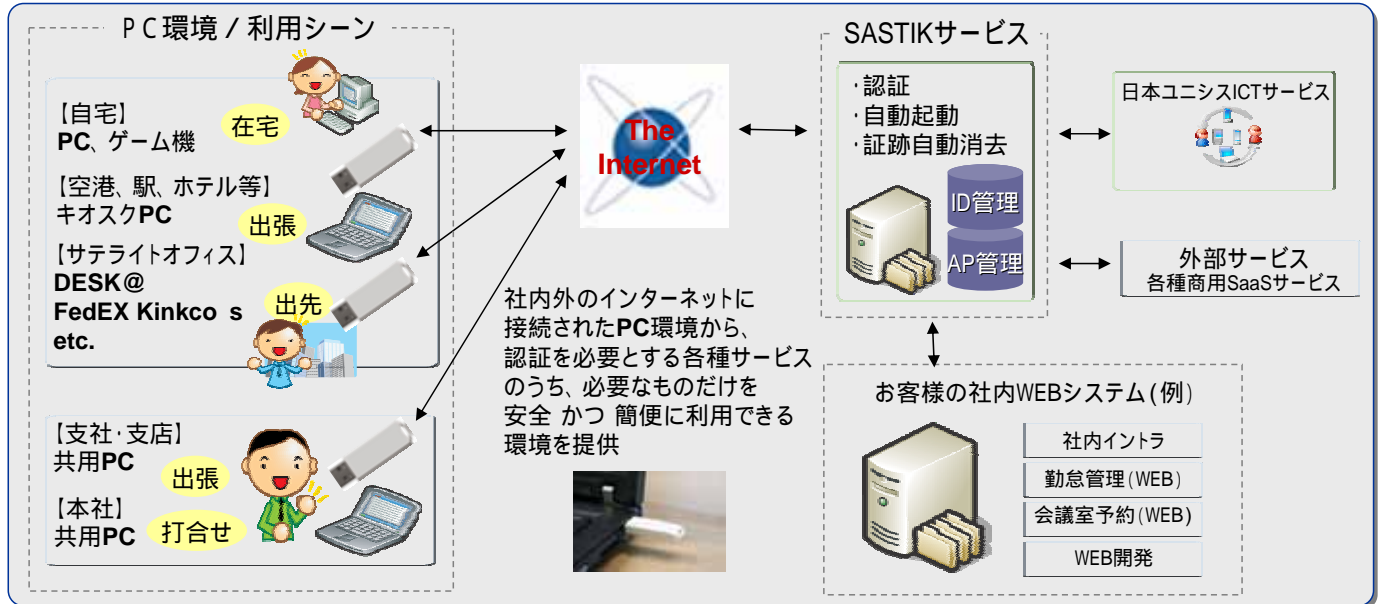 PC環境 / 利用シーン
【自宅】
PC、ゲーム機
在宅
【空港、駅、ホテル等】
キオスクPC
出張
【サテライトオフィス】
DESK@
FedEX Kinkco s
etc.
出先
【支社・支店】
共用PC
出張
【本社】
共用PC
打合せ
The
Internet
社内外のインターネットに
接続されたPC環境から、
認証を必要とする各種サービス
のうち、必要なものだけを
安全 かつ 簡便に利用できる
環境を提供
SASTIKサービス
・認証
・自動起動
・証跡自動消去
ID管理
AP管理
日本ユニシスICTサービス
外部サービス
各種商用SaaSサービス
お客様の社内WEBシステム(例)
社内イントラ
勤怠管理(WEB)
会議室予約(WEB)
WEB開発